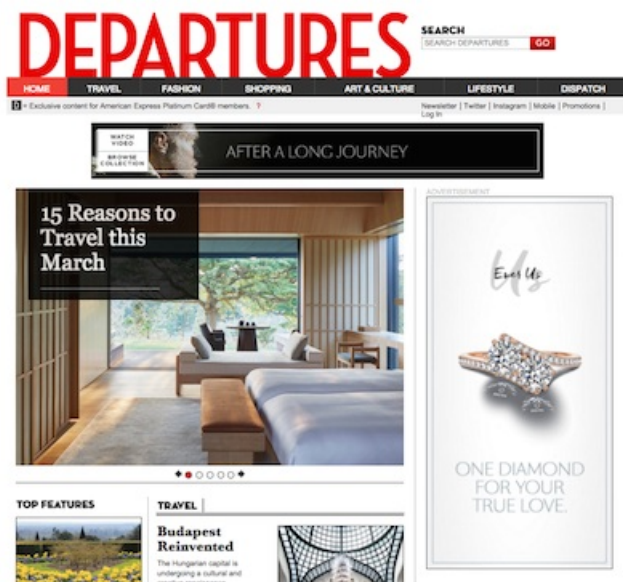 DEPARTURES
SEARCH
SEARCH DEPARTURES GO
HOME TRAVEL FASHION SHOPPING ART & CULTURE LIFESTYLE DISPATCH
= Exclusive content for American Express Platinum Card® members. ?
Newsletter | Twitter | Instagram | Mobile | Promotions |
Log In
WATCH
VIDEO
BROWSE
COLLECTION
AFTER A LONG JOURNEY
15 Reasons to
Travel this
March
ADVERTISEMENT
Us
Ever Us
ONE DIAMOND
FOR YOUR
TRUE LOVE.
TOP FEATURES
TRAVEL
Budapest
Reinvented
The Hungarian capital is
undergoing a cultural and